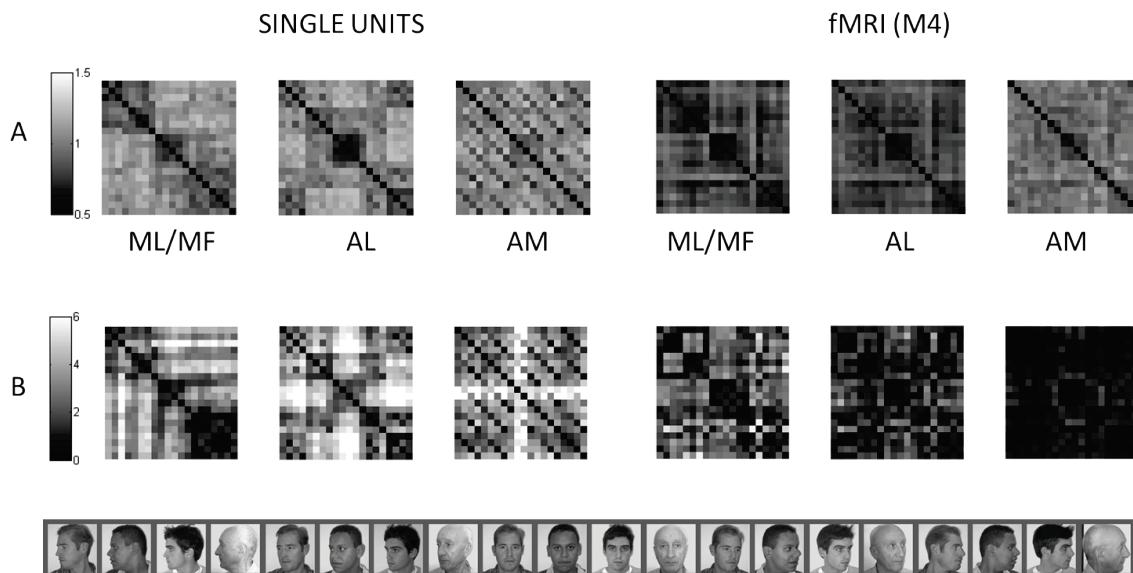 SINGLE UNITS
fMRI (M4)
A
1.5
1
0.5
ML/MF
AL
AM
ML/MF
AL
AM
B
6
4
2
0